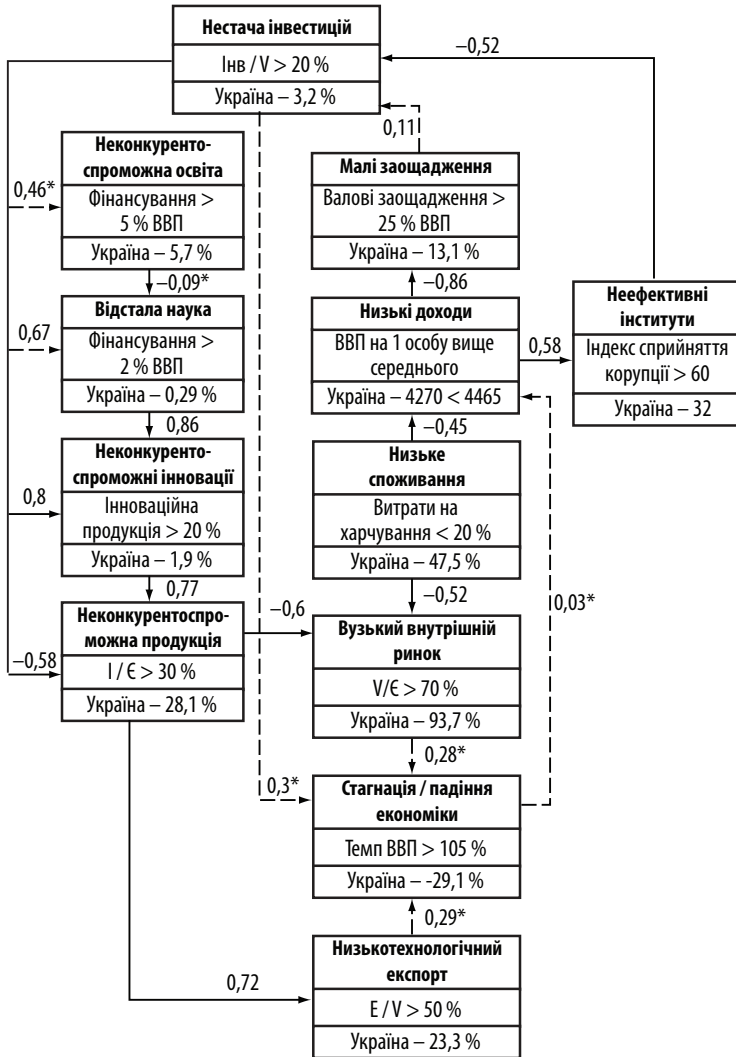 Нестача інвестицій
Інв / V > 20 %
Україна – 3,2 %
–0,52
0,11
Неконкуренто-
спроможна освіта
Фінансування >
5 % ВВП
Україна – 5,7 %
0,46*
–0,09*
Відстала наука
Фінансування >
2 % ВВП
Україна – 0,29 %
0,67
0,86
Неконкуренто-
спроможні інновації
Інноваційна
продукція > 20 %
Україна – 1,9 %
0,8
0,77
Неконкурентоспро-
можна продукція
І / Є > 30 %
Україна – 28,1 %
–0,58
–0,6
0,72
Малі заощадження
Валові заощадження >
25 % ВВП
Україна – 13,1 %
–0,86
Низькі доходи
ВВП на 1 особу вище
середнього
Україна – 4270 < 4465
0,58
–0,45
Неефективні
інститути
Індекс сприйняття
корупції > 60
Україна – 32
Низьке
споживання
Витрати на
харчування < 20 %
Україна – 47,5 %
–0,52
0,03*
Вузький внутрішній
ринок
V/Є > 70 %
Україна – 93,7 %
0,28*
0,3*
Стагнація / падіння
економіки
Темп ВВП > 105 %
Україна – -29,1 %
0,29*
Низькотехнологічний
експорт
Е / V > 50 %
Україна – 23,3 %